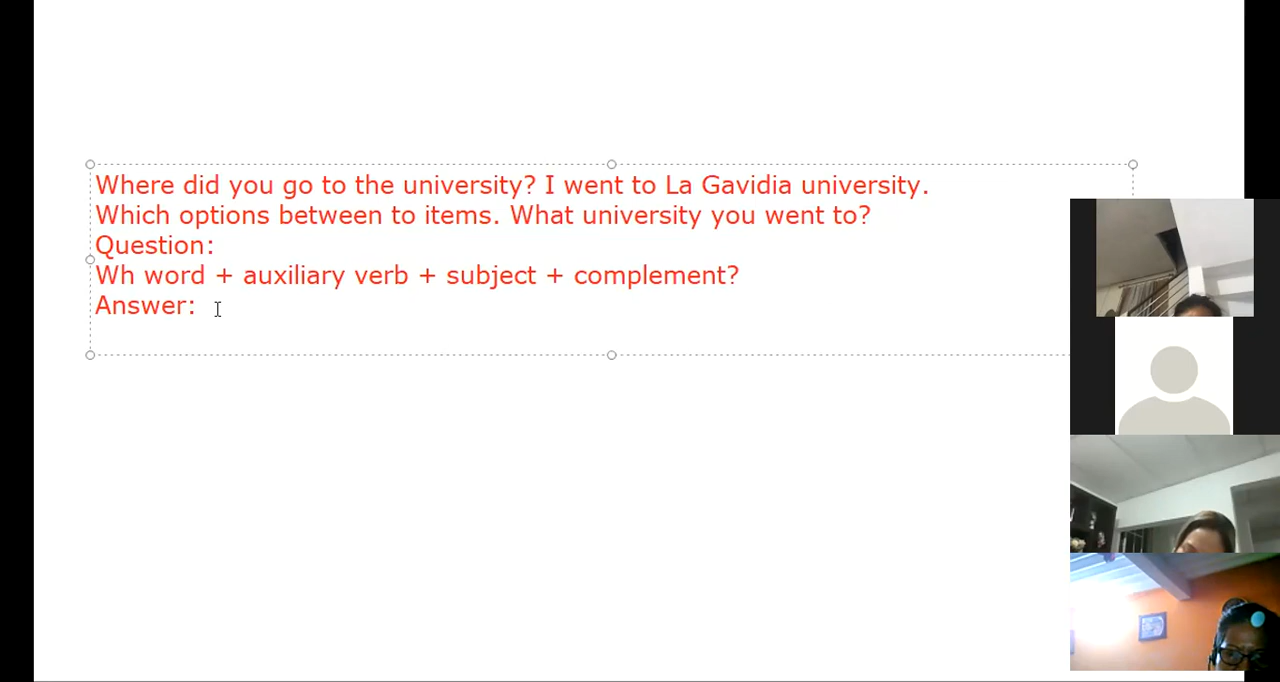 Where did you go to the university? I went to La Gavidia university.
Which options between to items. What university you went to?
Question:
Wh word + auxiliary verb + subject + complement?
Answer: